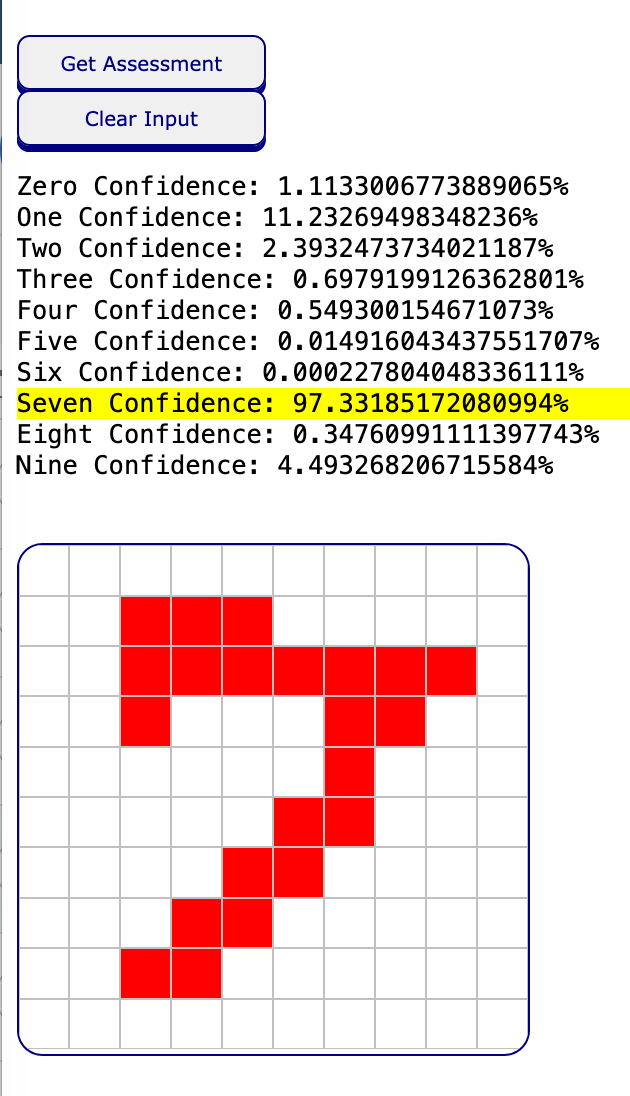 Get Assessment
Clear Input
Zero Confidence: 1.1133006773889065%
One Confidence: 11.23269498348236%
Two Confidence: 2.3932473734021187%
Three Confidence: 0.6979199126362801%
Four Confidence: 0.549300154671073%
Five Confidence: 0.014916043437551707%
Six Confidence: 0.000227804048336111%
Seven Confidence: 97.33185172080994%
Eight Confidence: 0.34760991111397743%
Nine Confidence: 4.493268206715584%